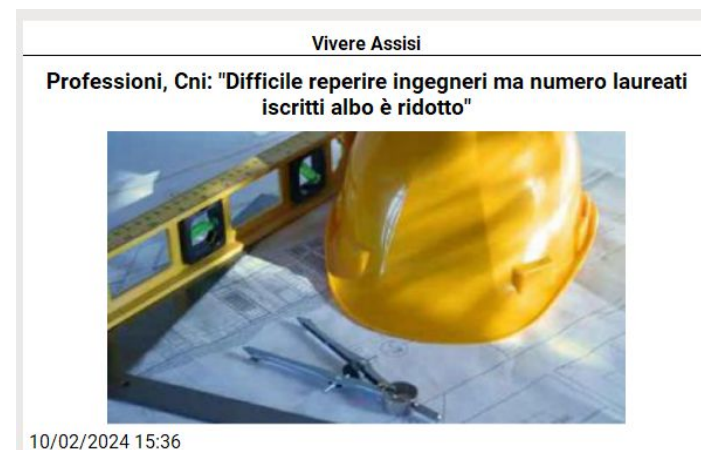 Vivere Assisi
Professioni, Cni: "Difficile reperire ingegneri ma numero laureati
iscritti albo è ridotto"
10/02/2024 15:36